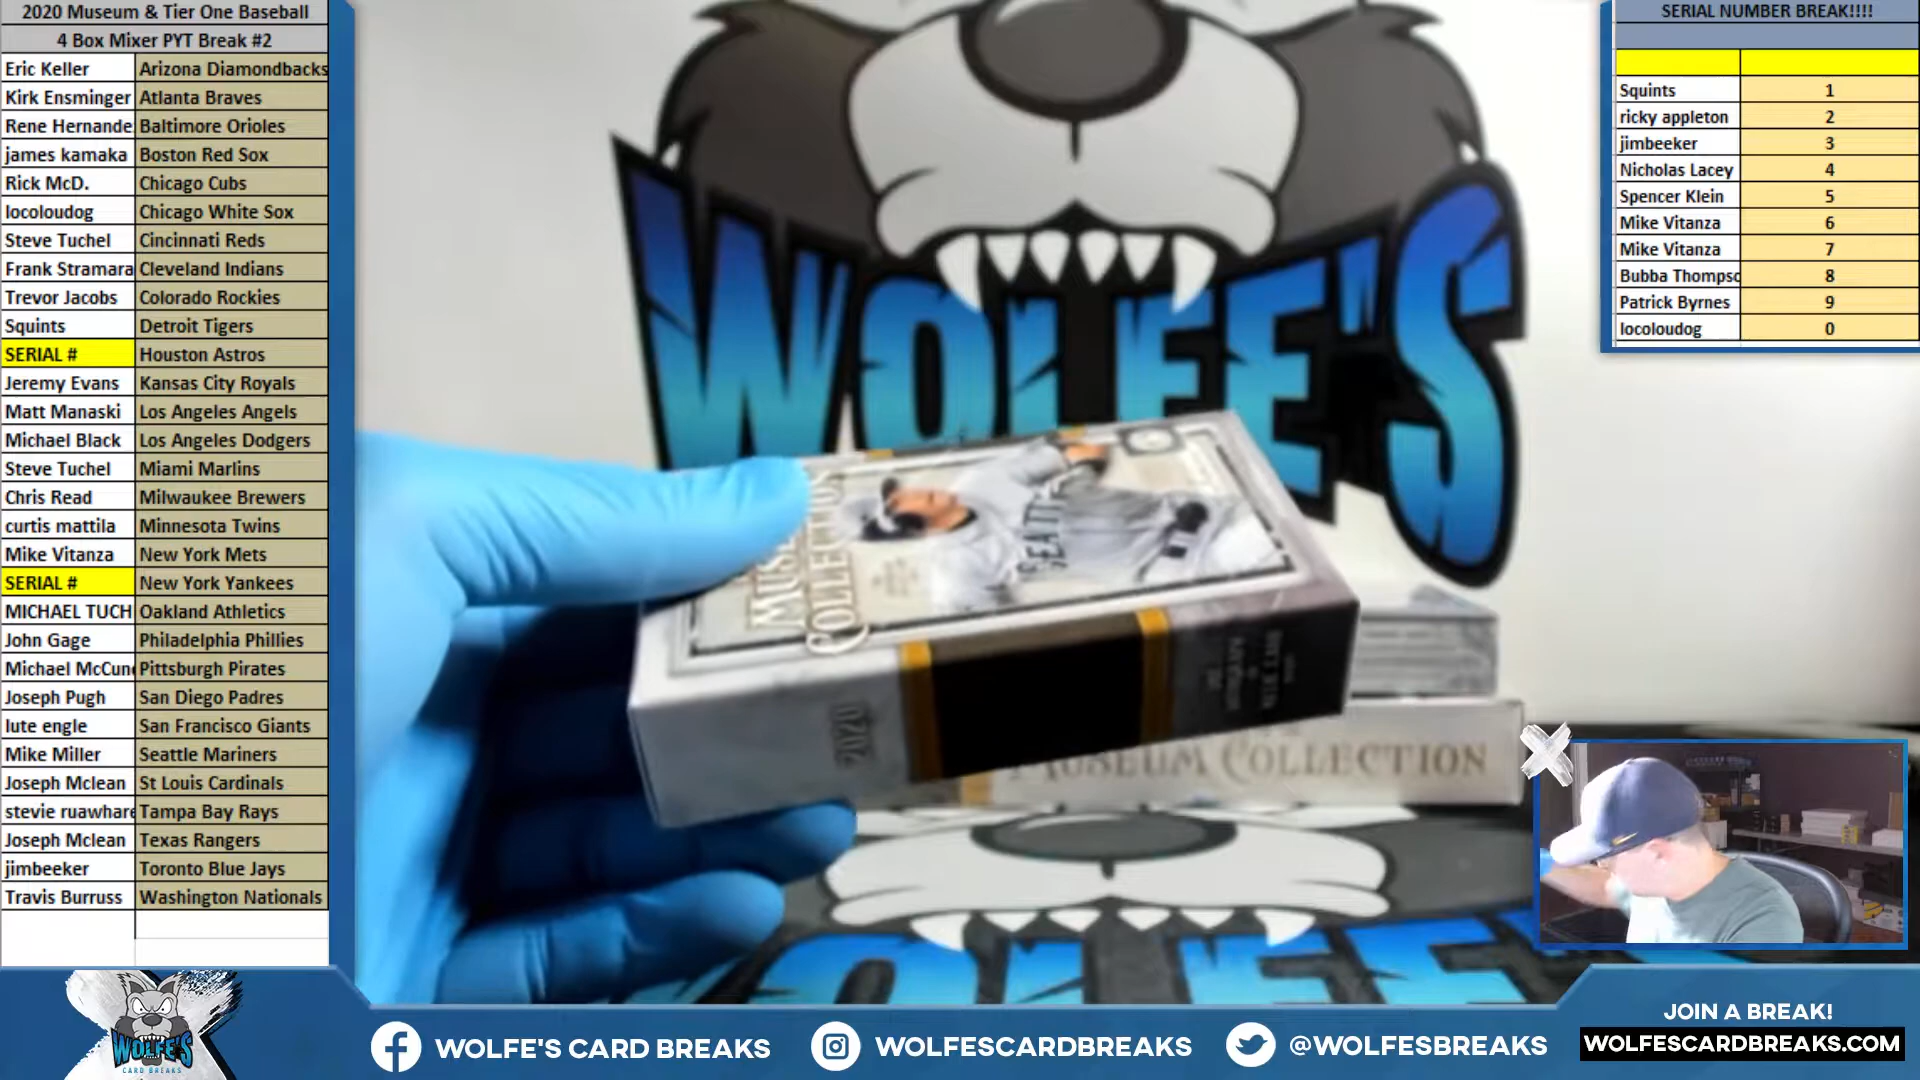 2020 Museum & Tier One Baseball
4 Box Mixer PYT Break #2
Eric Keller Arizona Diamondbacks
Kirk Ensminger Atlanta Braves
Rene Hernande Baltimore Orioles
james kamaka Boston Red Sox
Rick McD. Chicago Cubs
locoloudog Chicago White Sox
Steve Tuchel Cincinnati Reds
Frank Stramara Cleveland Indians
Trevor Jacobs Colorado Rockies
Squints Detroit Tigers
SERIAL # Houston Astros
Jeremy Evans Kansas City Royals
Matt Manaski Los Angeles Angels
Michael Black Los Angeles Dodgers
Steve Tuchel Miami Marlins
Chris Read Milwaukee Brewers
curtis mattila Minnesota Twins
Mike Vitanza New York Mets
SERIAL # New York Yankees
MICHAEL TUCH Oakland Athletics
John Gage Philadelphia Phillies
Michael McCun Pittsburgh Pirates
Joseph Pugh San Diego Padres
lute engle San Francisco Giants
Mike Miller Seattle Mariners
Joseph Mclean St Louis Cardinals
stevie ruawhare Tampa Bay Rays
Joseph Mclean Texas Rangers
jimbeeker Toronto Blue Jays
Travis Burruss Washington Nationals
SERIAL NUMBER BREAK!!!!
Squints 1
ricky appleton 2
jimbeeker 3
Nicholas Lacey 4
Spencer Klein 5
Mike Vitanza 6
Mike Vitanza 7
Bubba Thompso 8
Patrick Byrnes 9
locoloudog 0
WOLFE'S
COLLECTION
2020
MUSEUM COLLECTION
WOLFE'S
CARD BREAKS
WOLFE'S CARD BREAKS
WOLFESCARDBREAKS
@WOLFESBREAKS
JOIN A BREAK!
WOLFESCARDBREAKS.COM